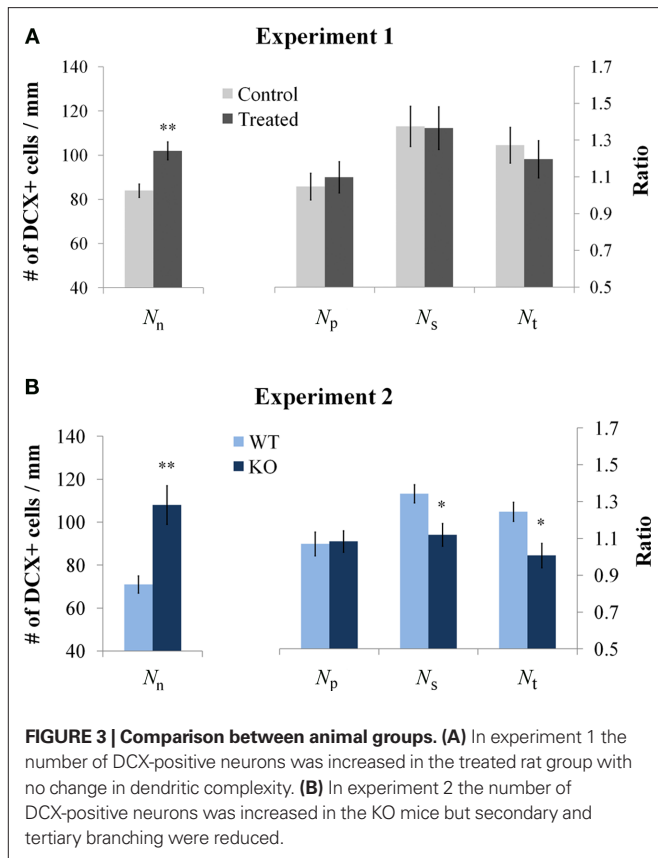 A
Experiment 1
140
120
100
80
60
40
# of DCX+ cells / mm
Control
Treated
**
1.7
1.5
1.3
1.1
0.9
0.7
0.5
Ratio
Nn
Np
Ns
Nt
B
Experiment 2
140
120
100
80
60
40
# of DCX+ cells / mm
WT
KO
**
*
*
1.7
1.5
1.3
1.1
0.9
0.7
0.5
Ratio
Nn
Np
Ns
Nt
FIGURE 3 | Comparison between animal groups. (A) In experiment 1 the
number of DCX-positive neurons was increased in the treated rat group with
no change in dendritic complexity. (B) In experiment 2 the number of
DCX-positive neurons was increased in the KO mice but secondary and
tertiary branching were reduced.